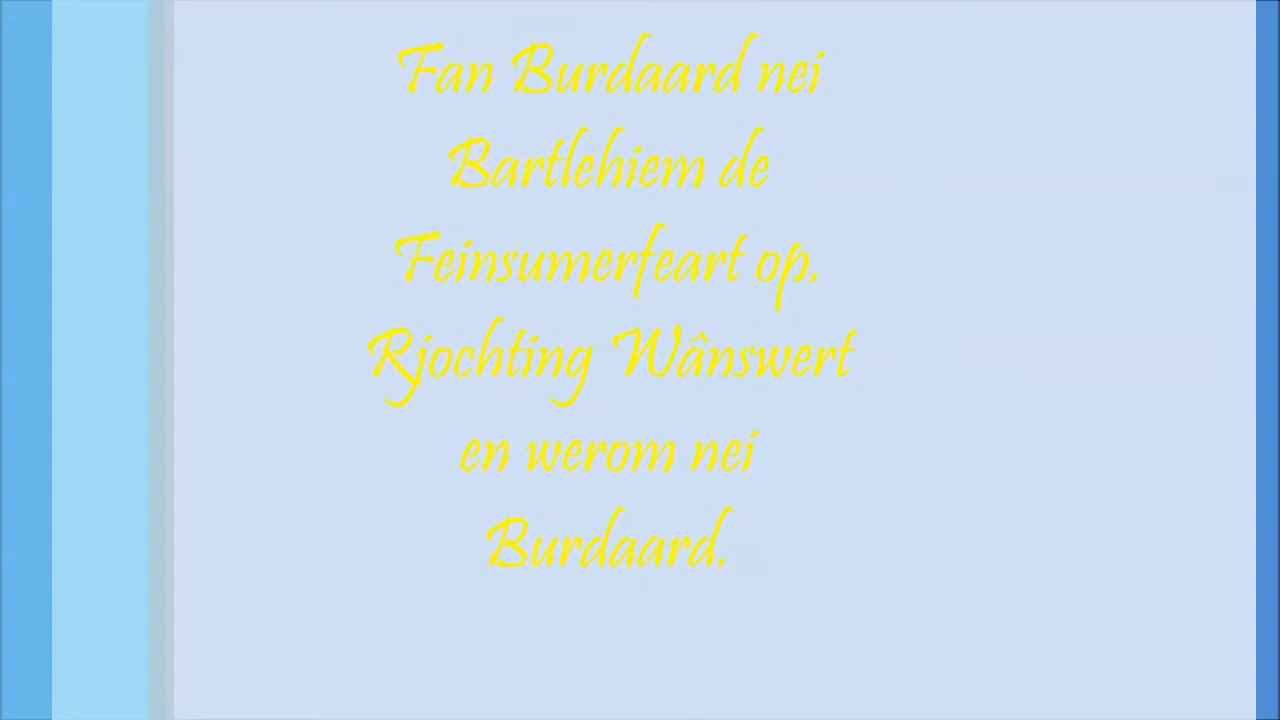 Fan Burdaard nei
Bartlehiem de
Feinsumerfeart op.
Rjochting Wânswert
en werom nei
Burdaard.